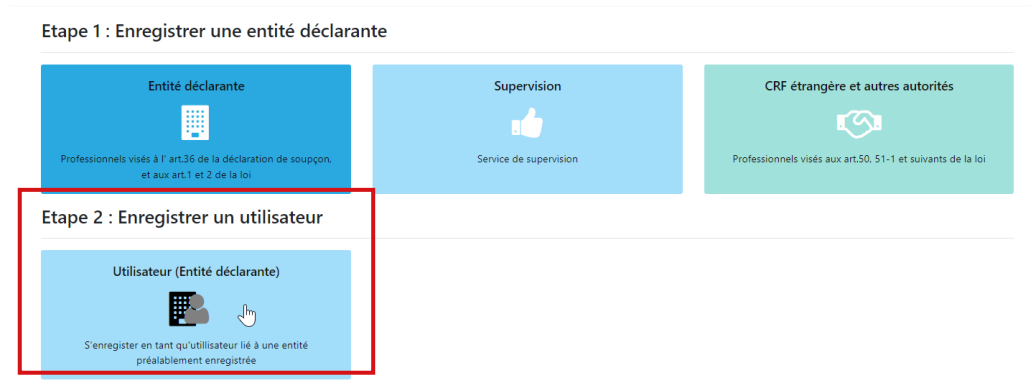 Etape 1 : Enregistrer une entité déclarante
Entité déclarante
Professionnels visés à l' art.36 de la déclaration de soupçon,
et aux art.1 et 2 de la loi
Supervision
Service de supervision
CRF étrangère et autres autorités
Professionnels visés aux art.50, 51-1 et suivants de la loi
Etape 2 : Enregistrer un utilisateur
Utilisateur (Entité déclarante)
S'enregister en tant qu'utillisateur lié à une entité
préalablement enregistrée